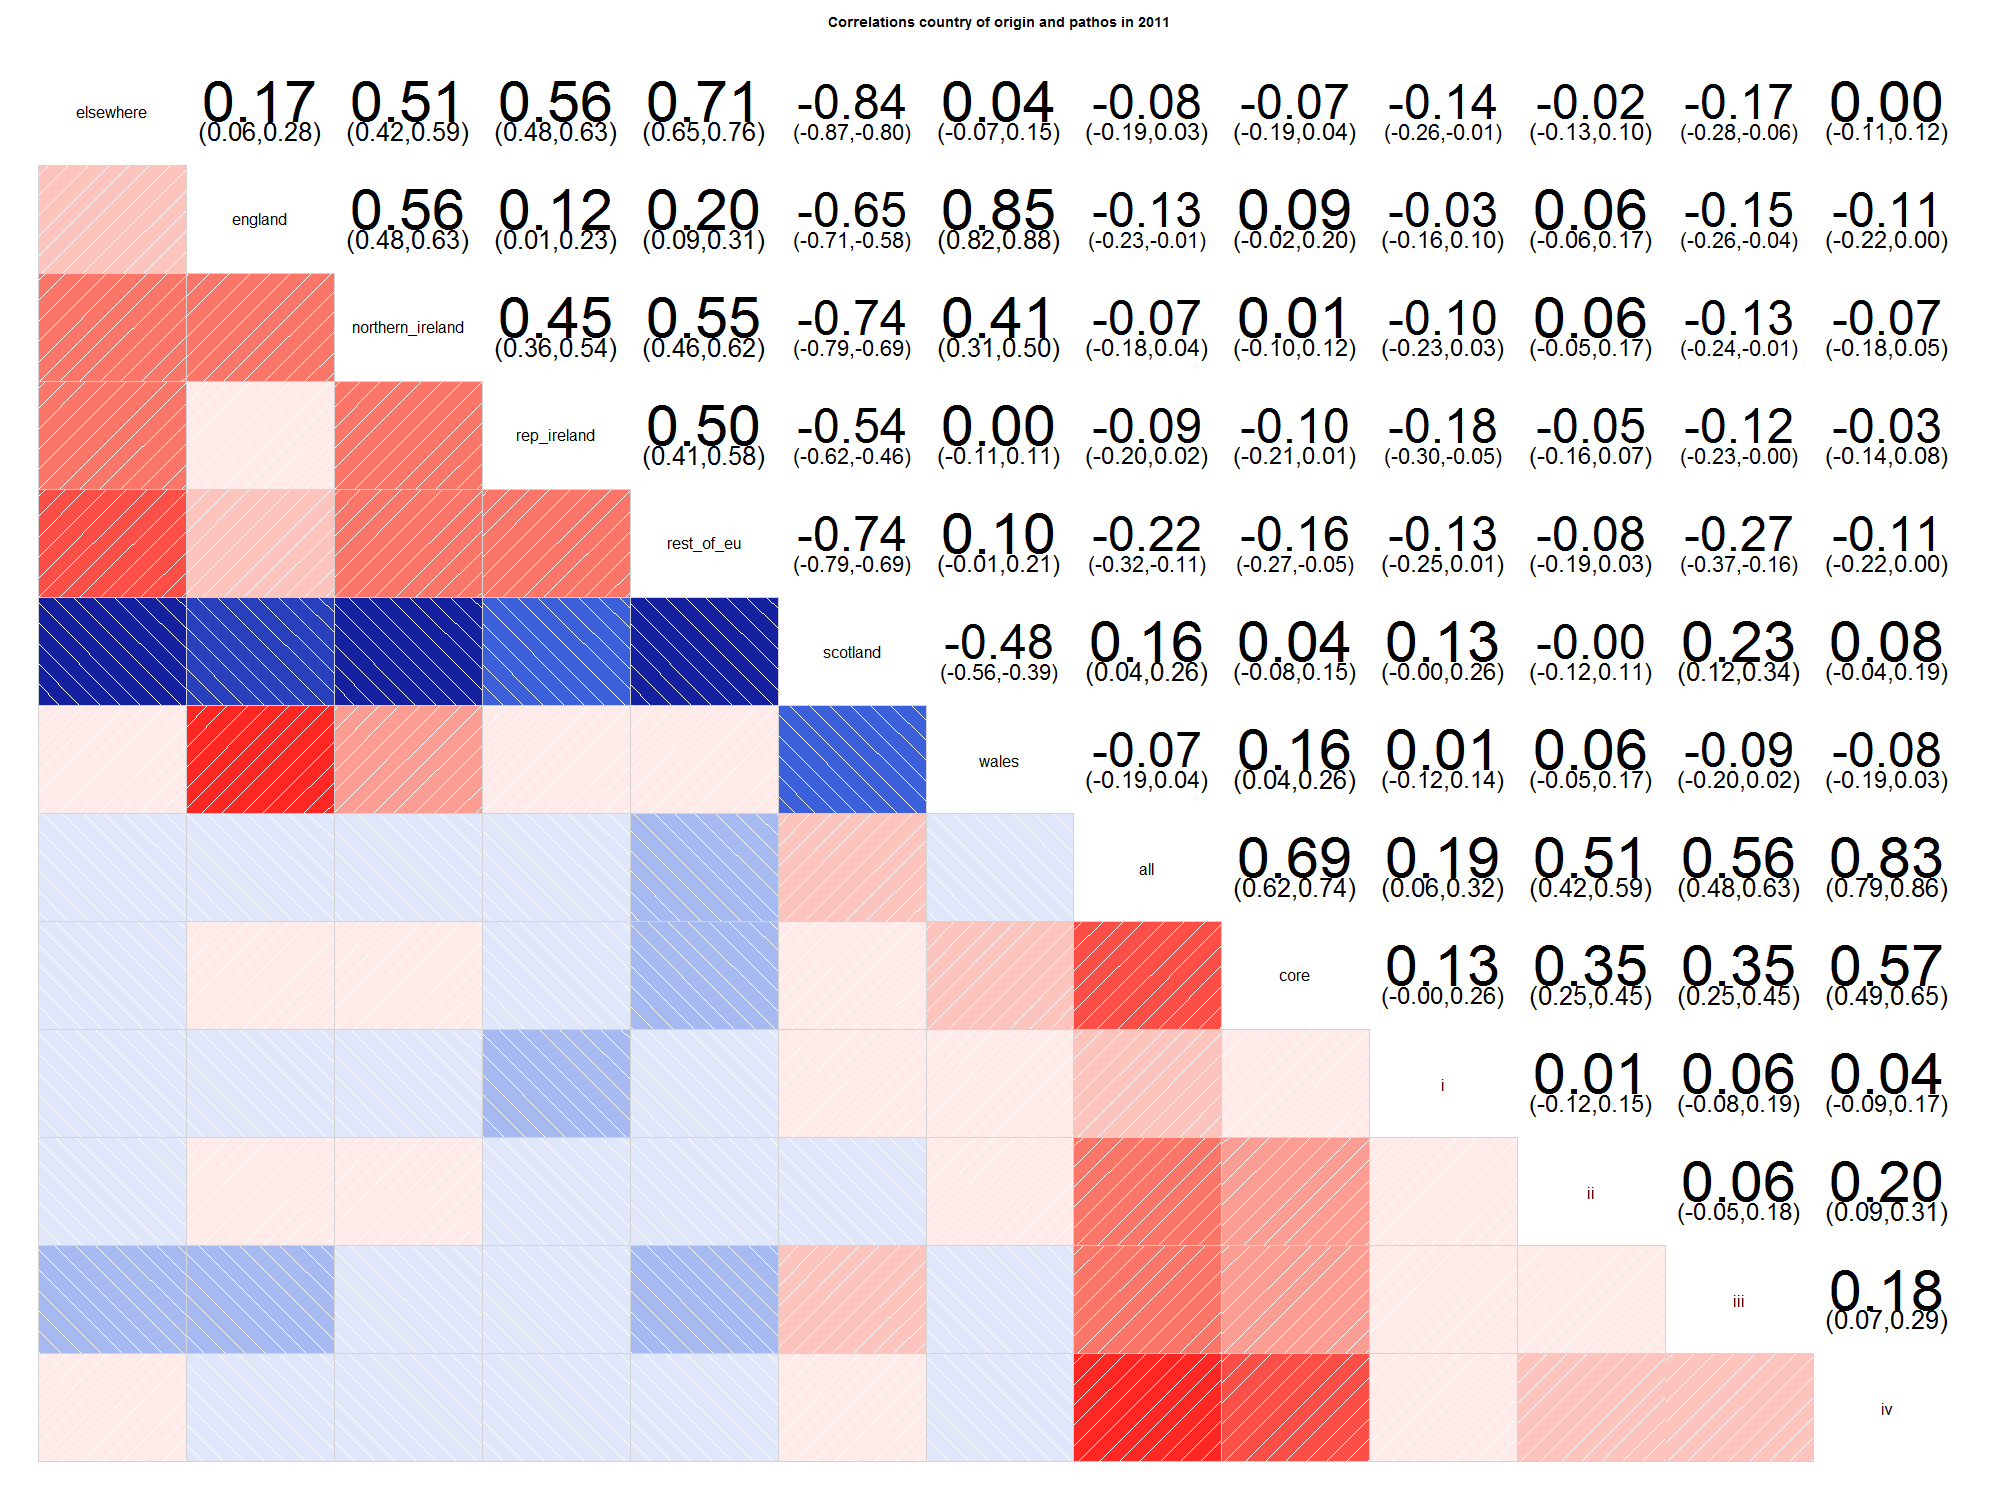 Correlations country of origin and pathos in 2011
elsewhere 0.17 0.51 0.56 0.71 -0.84 0.04 -0.08 -0.07 -0.14 -0.02 -0.17 0.00
(0.06,0.28) (0.42,0.59) (0.48,0.63) (0.65,0.76) (-0.87,-0.80) (-0.07,0.15) (-0.19,0.03) (-0.19,0.04) (-0.26,-0.01) (-0.13,0.10) (-0.28,-0.06) (-0.11,0.12)
england 0.56 0.12 0.20 -0.65 0.85 -0.13 0.09 -0.03 0.06 -0.15 -0.11
(0.48,0.63) (0.01,0.23) (0.09,0.31) (-0.71,-0.58) (0.82,0.88) (-0.23,-0.01) (-0.02,0.20) (-0.16,0.10) (-0.06,0.17) (-0.26,-0.04) (-0.22,0.00)
northern_ireland 0.45 0.55 -0.74 0.41 -0.07 0.01 -0.10 0.06 -0.13 -0.07
(0.36,0.54) (0.46,0.62) (-0.79,-0.69) (0.31,0.50) (-0.18,0.04) (-0.10,0.12) (-0.23,0.03) (-0.05,0.17) (-0.24,-0.01) (-0.18,0.05)
rep_ireland 0.50 -0.54 0.00 -0.09 -0.10 -0.18 -0.05 -0.12 -0.03
(0.41,0.58) (-0.62,-0.46) (-0.11,0.11) (-0.20,0.02) (-0.21,0.01) (-0.30,-0.05) (-0.16,0.07) (-0.23,-0.00) (-0.14,0.08)
rest_of_eu -0.74 0.10 -0.22 -0.16 -0.13 -0.08 -0.27 -0.11
(-0.79,-0.69) (-0.01,0.21) (-0.32,-0.11) (-0.27,-0.05) (-0.25,0.01) (-0.19,0.03) (-0.37,-0.16) (-0.22,0.00)
scotland -0.48 0.16 0.04 0.13 -0.00 0.23 0.08
(-0.56,-0.39) (0.04,0.26) (-0.08,0.15) (-0.00,0.26) (-0.12,0.11) (0.12,0.34) (-0.04,0.19)
wales -0.07 0.16 0.01 0.06 -0.09 -0.08
(-0.19,0.04) (0.04,0.26) (-0.12,0.14) (-0.05,0.17) (-0.20,0.02) (-0.19,0.03)
all 0.69 0.19 0.51 0.56 0.83
(0.62,0.74) (0.06,0.32) (0.42,0.59) (0.48,0.63) (0.79,0.86)
core 0.13 0.35 0.35 0.57
(-0.00,0.26) (0.25,0.45) (0.25,0.45) (0.49,0.65)
i 0.01 0.06 0.04
(-0.12,0.15) (-0.08,0.19) (-0.09,0.17)
ii 0.06 0.20
(-0.05,0.18) (0.09,0.31)
iii 0.18
(0.07,0.29)
iv